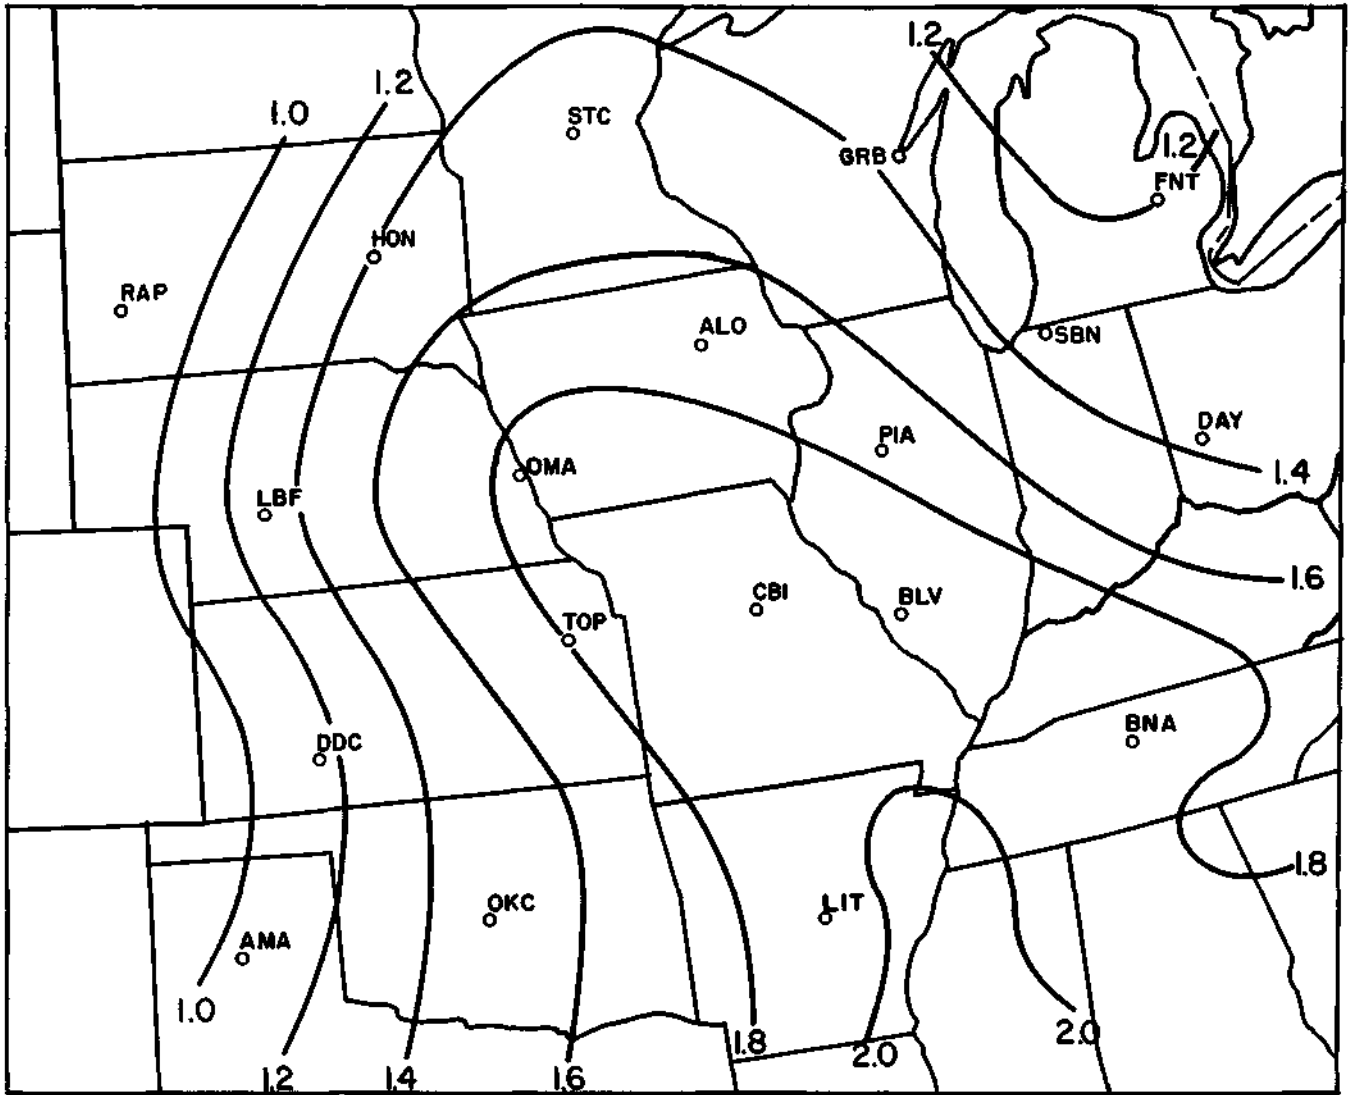 1.2
1.2
1.0
STC
GRB
1.2
FNT
HON
RAP
ALO
SBN
DAY
PIA
OMA
1.4
LBF
1.6
CBI
BLV
TOP
BNA
DDC
1.8
OKC
LIT
AMA
1.0
2.0
1.8
2.0
1.2
1.4
1.6